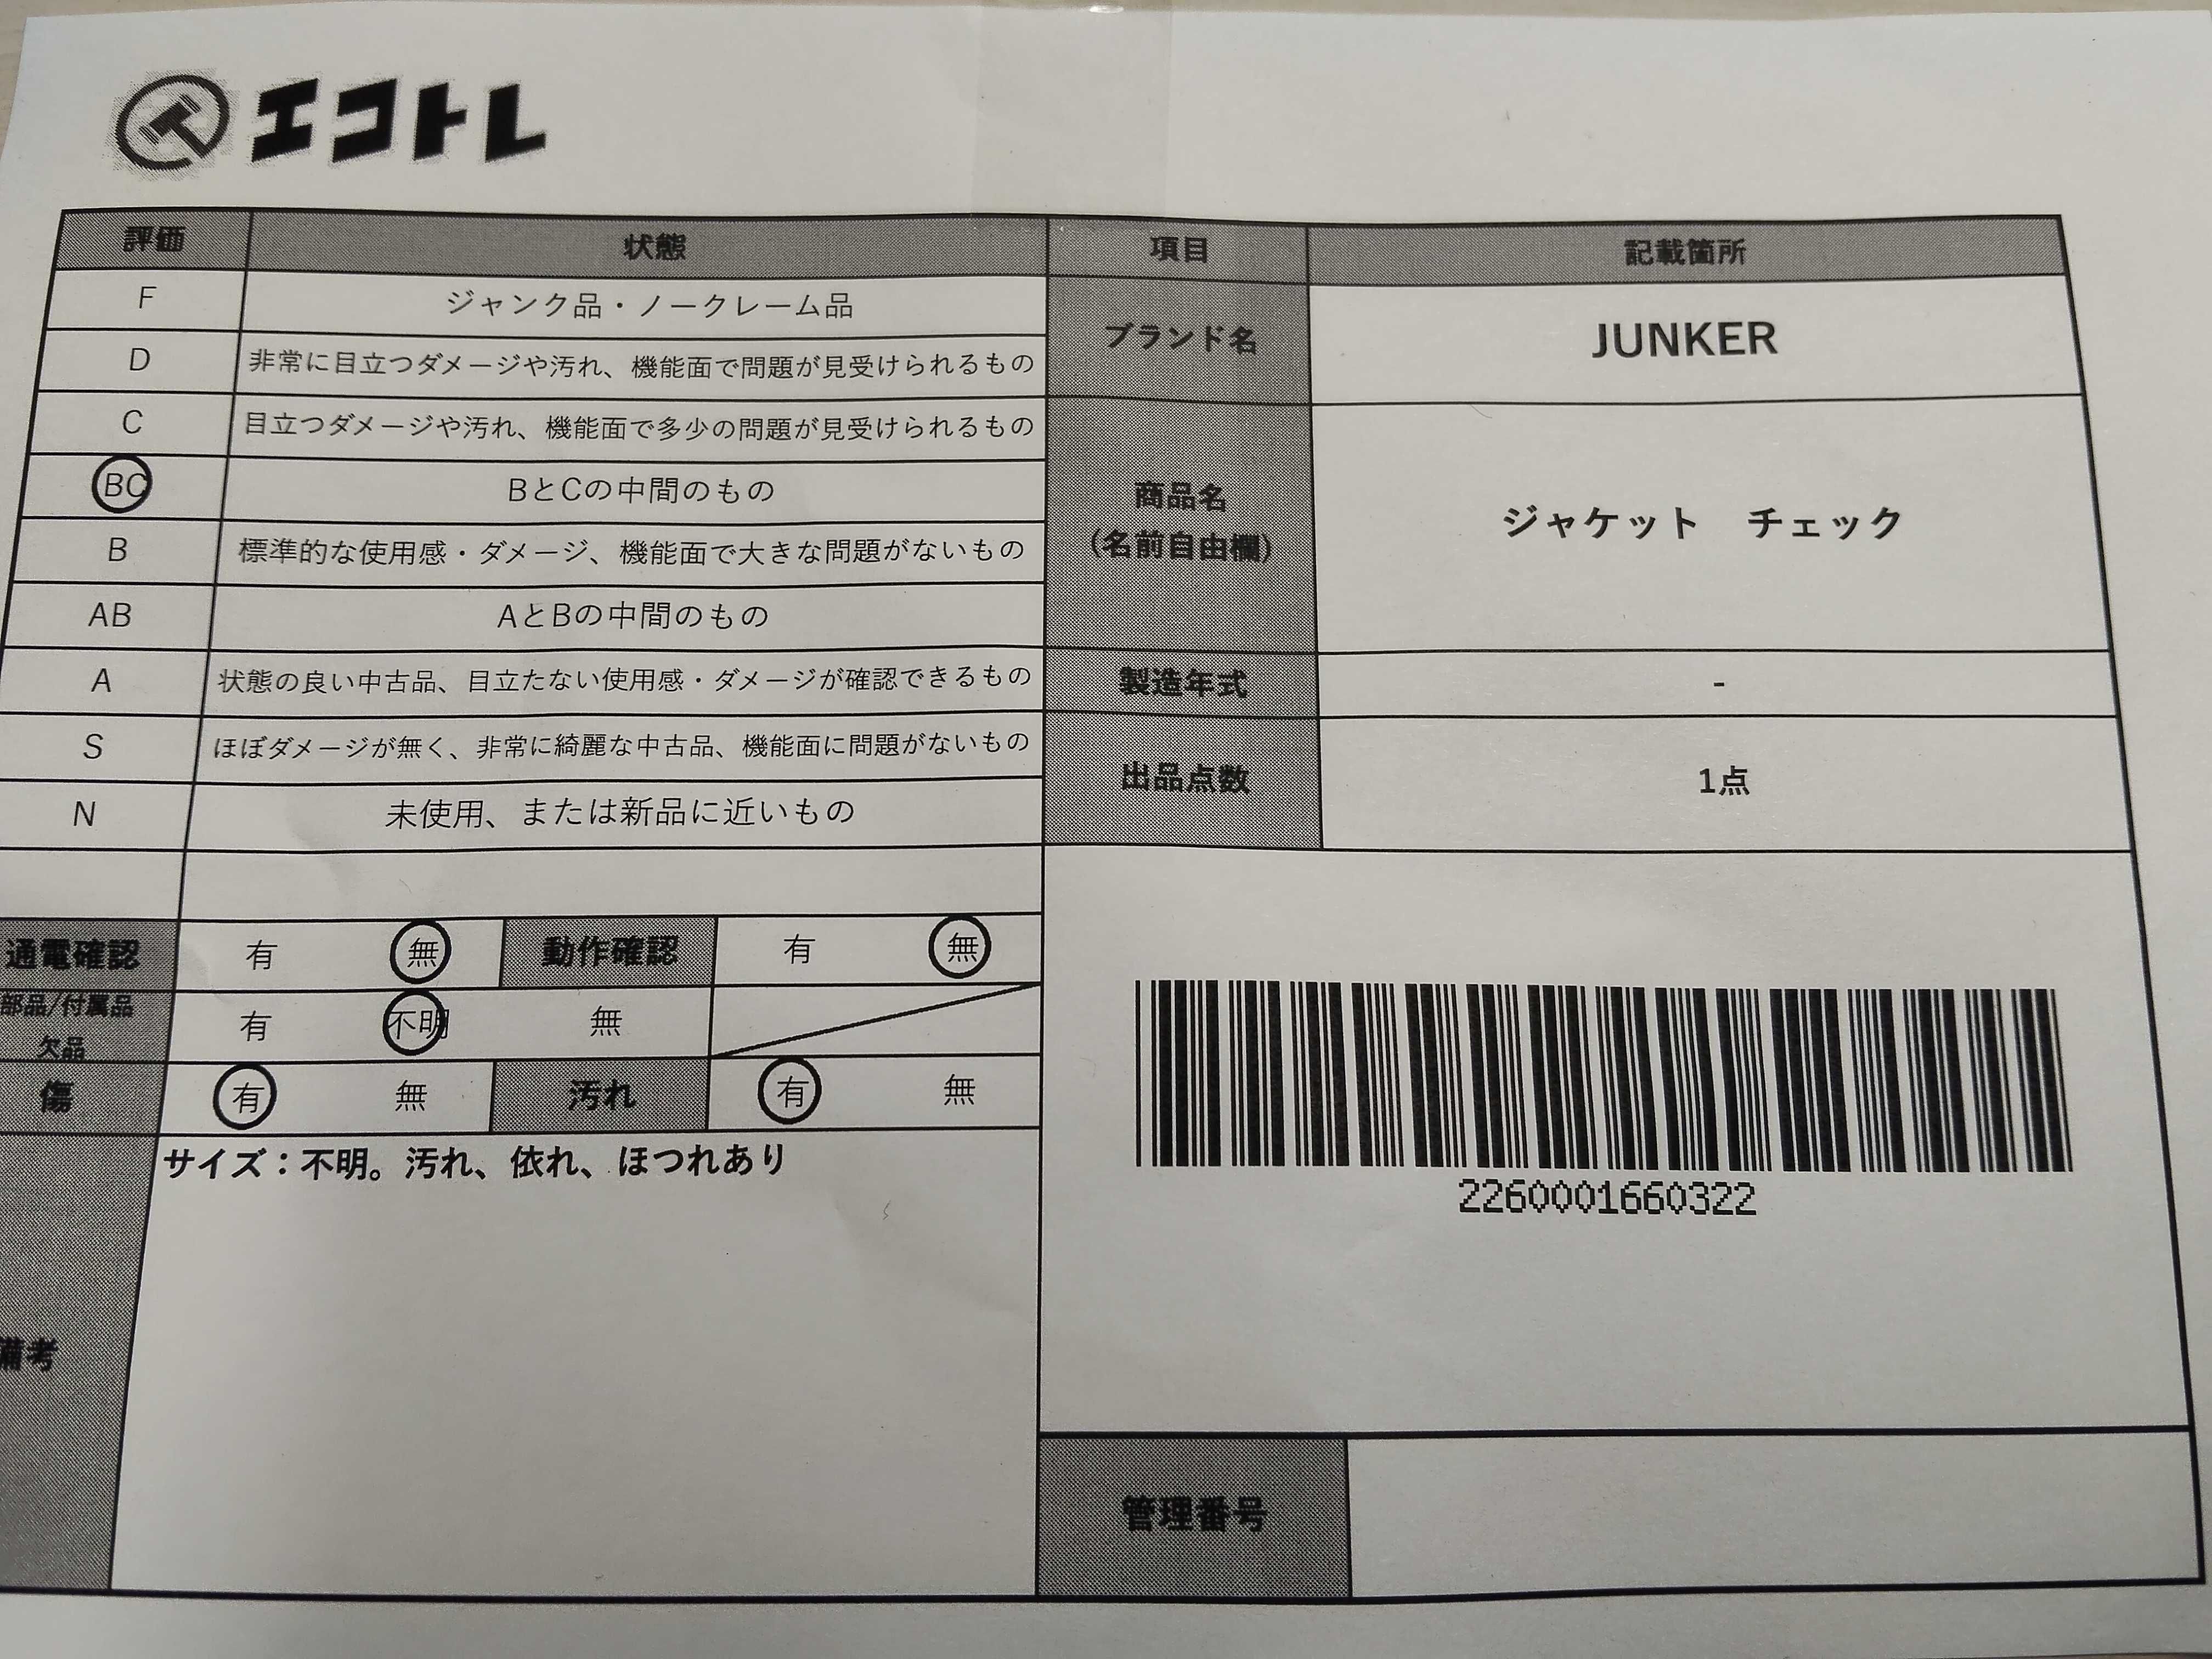 エコトレ
評価 状態 項目 記載箇所
F ジャンク品・ノークレーム品
D 非常に目立つダメージや汚れ、機能面で問題が見受けられるもの
ブランド名 JUNKER
C 目立つダメージや汚れ、機能面で多少の問題が見受けられるもの
BC BとCの中間のもの
商品名
(名前自由欄)
ジャケット　チェック
B 標準的な使用感・ダメージ、機能面で大きな問題がないもの
AB AとBの中間のもの
A 状態の良い中古品、目立たない使用感・ダメージが確認できるもの
製造年式 -
S ほぼダメージが無く、非常に綺麗な中古品、機能面に問題がないもの
出品点数 1点
N 未使用、または新品に近いもの
通電確認 有 無 動作確認 有 無
部品/付属品
欠品
有 不明 無
傷 有 無 汚れ 有 無
備考
サイズ：不明。汚れ、依れ、ほつれあり
2260001660322
管理番号